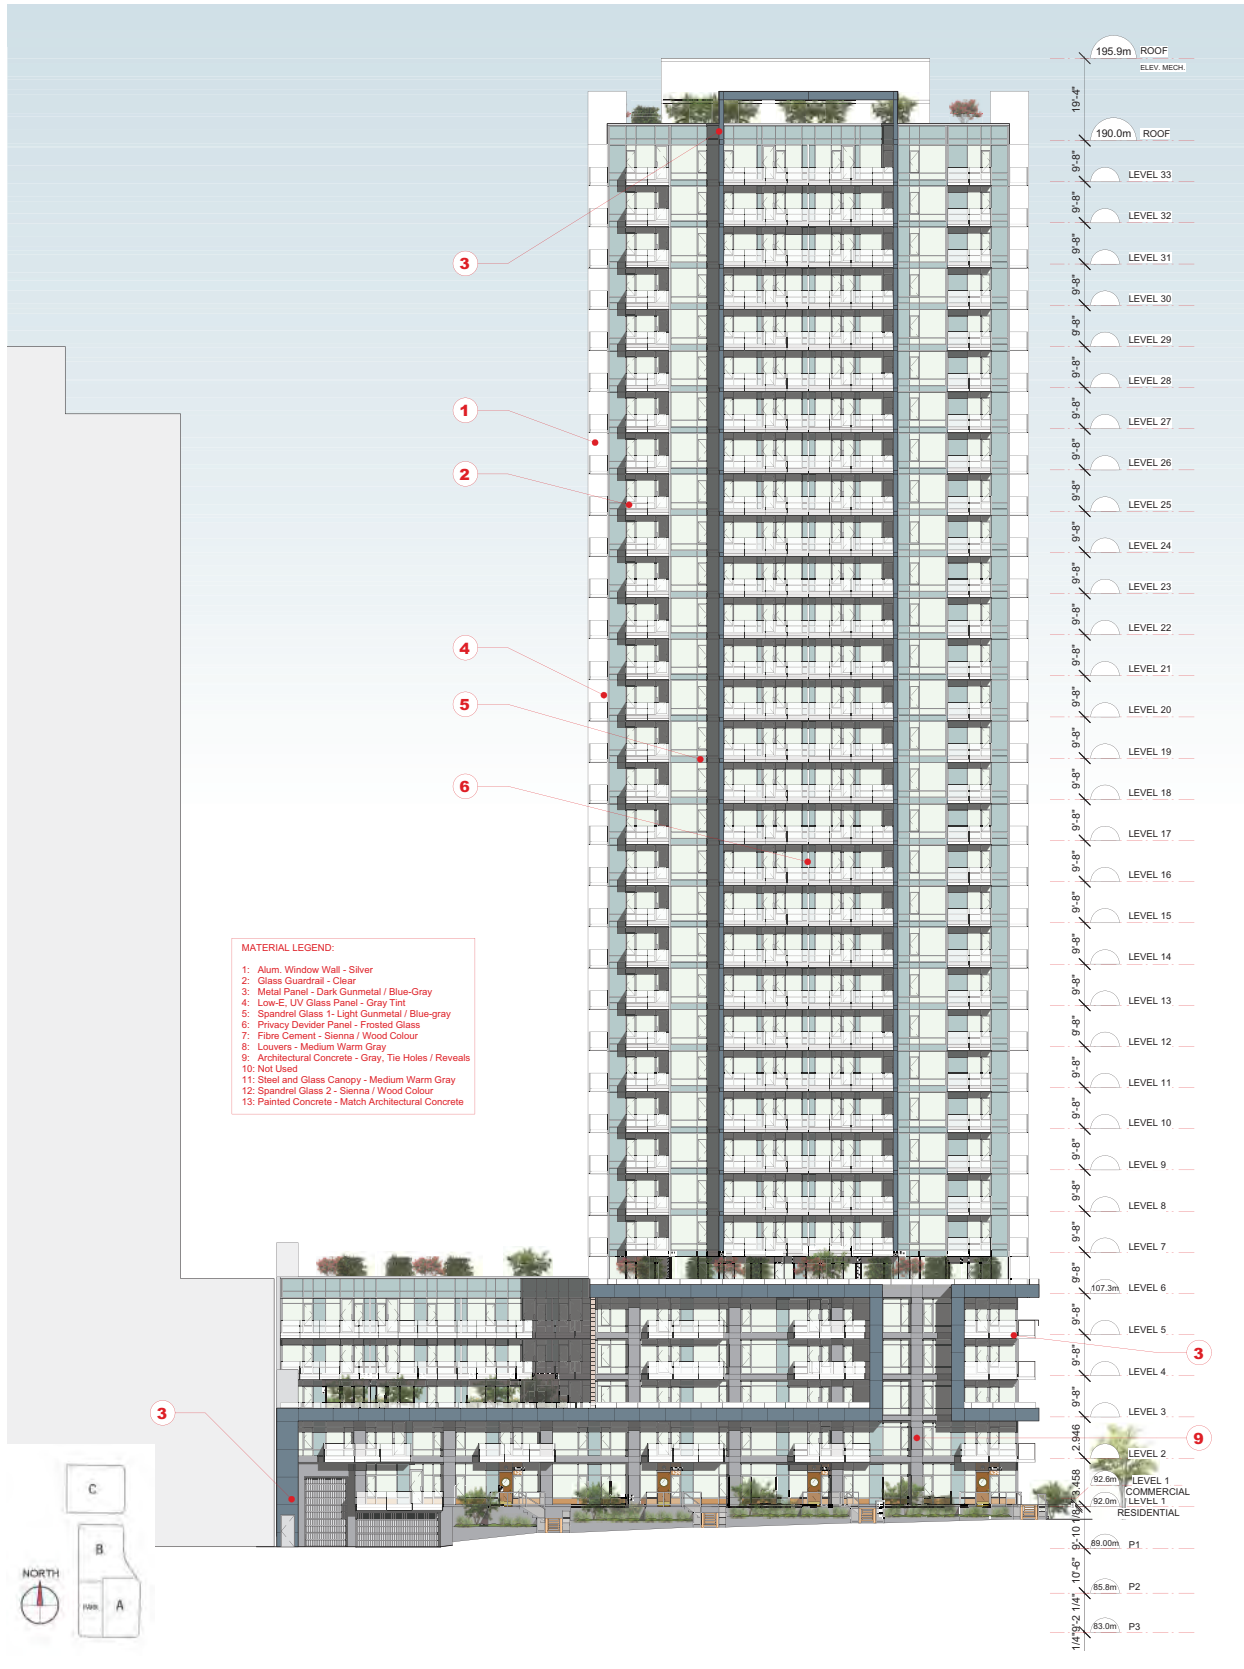 195.9m ROOF
ELEV. MECH.
19'-4"
190.0m ROOF
9'-8"
LEVEL 33
9'-8"
LEVEL 32
9'-8"
LEVEL 31
9'-8"
LEVEL 30
9'-8"
LEVEL 29
9'-8"
LEVEL 28
9'-8"
LEVEL 27
9'-8"
LEVEL 26
9'-8"
LEVEL 25
9'-8"
LEVEL 24
9'-8"
LEVEL 23
9'-8"
LEVEL 22
9'-8"
LEVEL 21
9'-8"
LEVEL 20
9'-8"
LEVEL 19
9'-8"
LEVEL 18
9'-8"
LEVEL 17
9'-8"
LEVEL 16
9'-8"
LEVEL 15
9'-8"
LEVEL 14
9'-8"
LEVEL 13
9'-8"
LEVEL 12
9'-8"
LEVEL 11
9'-8"
LEVEL 10
9'-8"
LEVEL 9
9'-8"
LEVEL 8
9'-8"
LEVEL 7
9'-8"
107.3m LEVEL 6
9'-8"
LEVEL 5
9'-8"
LEVEL 4
9'-8"
LEVEL 3
2.946
LEVEL 2
3.458
92.6m LEVEL 1
COMMERCIAL
92.0m LEVEL 1
RESIDENTIAL
9'-10 1/8"
89.00m P1
10'-6"
85.8m P2
9'-2 1/4"
83.0m P3
1/4"
3
1
2
4
5
6
3
9
3
MATERIAL LEGEND:
1: Alum. Window Wall - Silver
2: Glass Guardrail - Clear
3: Metal Panel - Dark Gunmetal / Blue-Gray
4: Low-E, UV Glass Panel - Gray Tint
5: Spandrel Glass 1- Light Gunmetal / Blue-gray
6: Privacy Devider Panel - Frosted Glass
7: Fibre Cement - Sienna / Wood Colour
8: Louvers - Medium Warm Gray
9: Architectural Concrete - Gray, Tie Holes / Reveals
10: Not Used
11: Steel and Glass Canopy - Medium Warm Gray
12: Spandrel Glass 2 - Sienna / Wood Colour
13: Painted Concrete - Match Architectural Concrete
C
B
PARK
A
NORTH